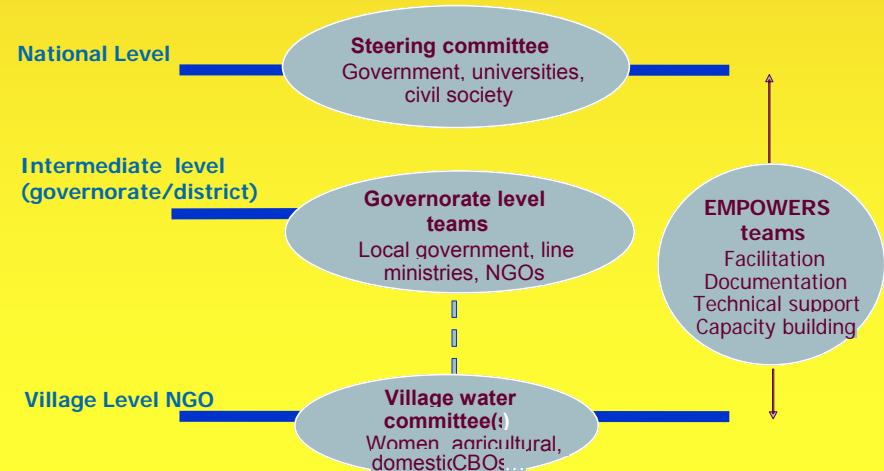 National Level
Steering committee
Government, universities,
civil society
Intermediate level
(governorate/district)
Governorate level
teams
Local government, line
ministries, NGOs
EMPOWERS
teams
Facilitation
Documentation
Technical support
Capacity building
Village Level NGO
Village water
committee(s)
Women, agricultural,
domestic CBOs…